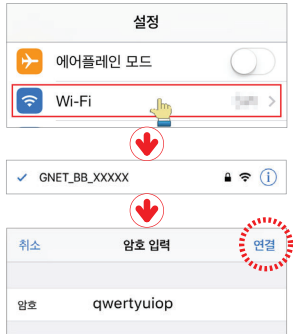 설정
에어플레인 모드
Wi-Fi
GNET_BB_XXXXX
취소 암호 입력 연결
암호 qwertyuiop